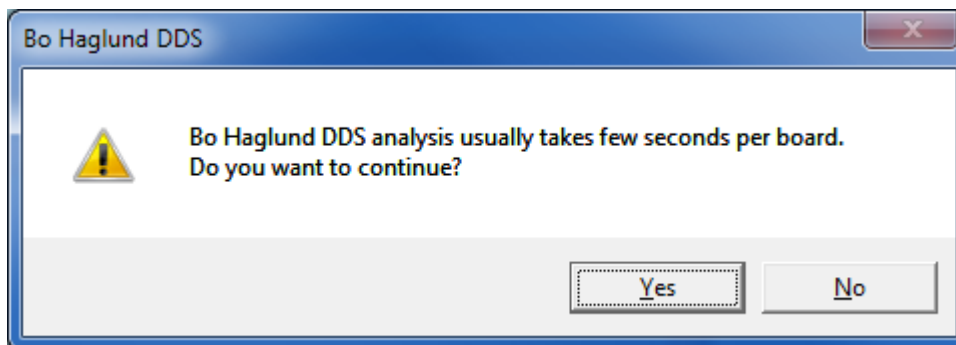 Bo Haglund DDS
Bo Haglund DDS analysis usually takes few seconds per board.
Do you want to continue?
Yes
No